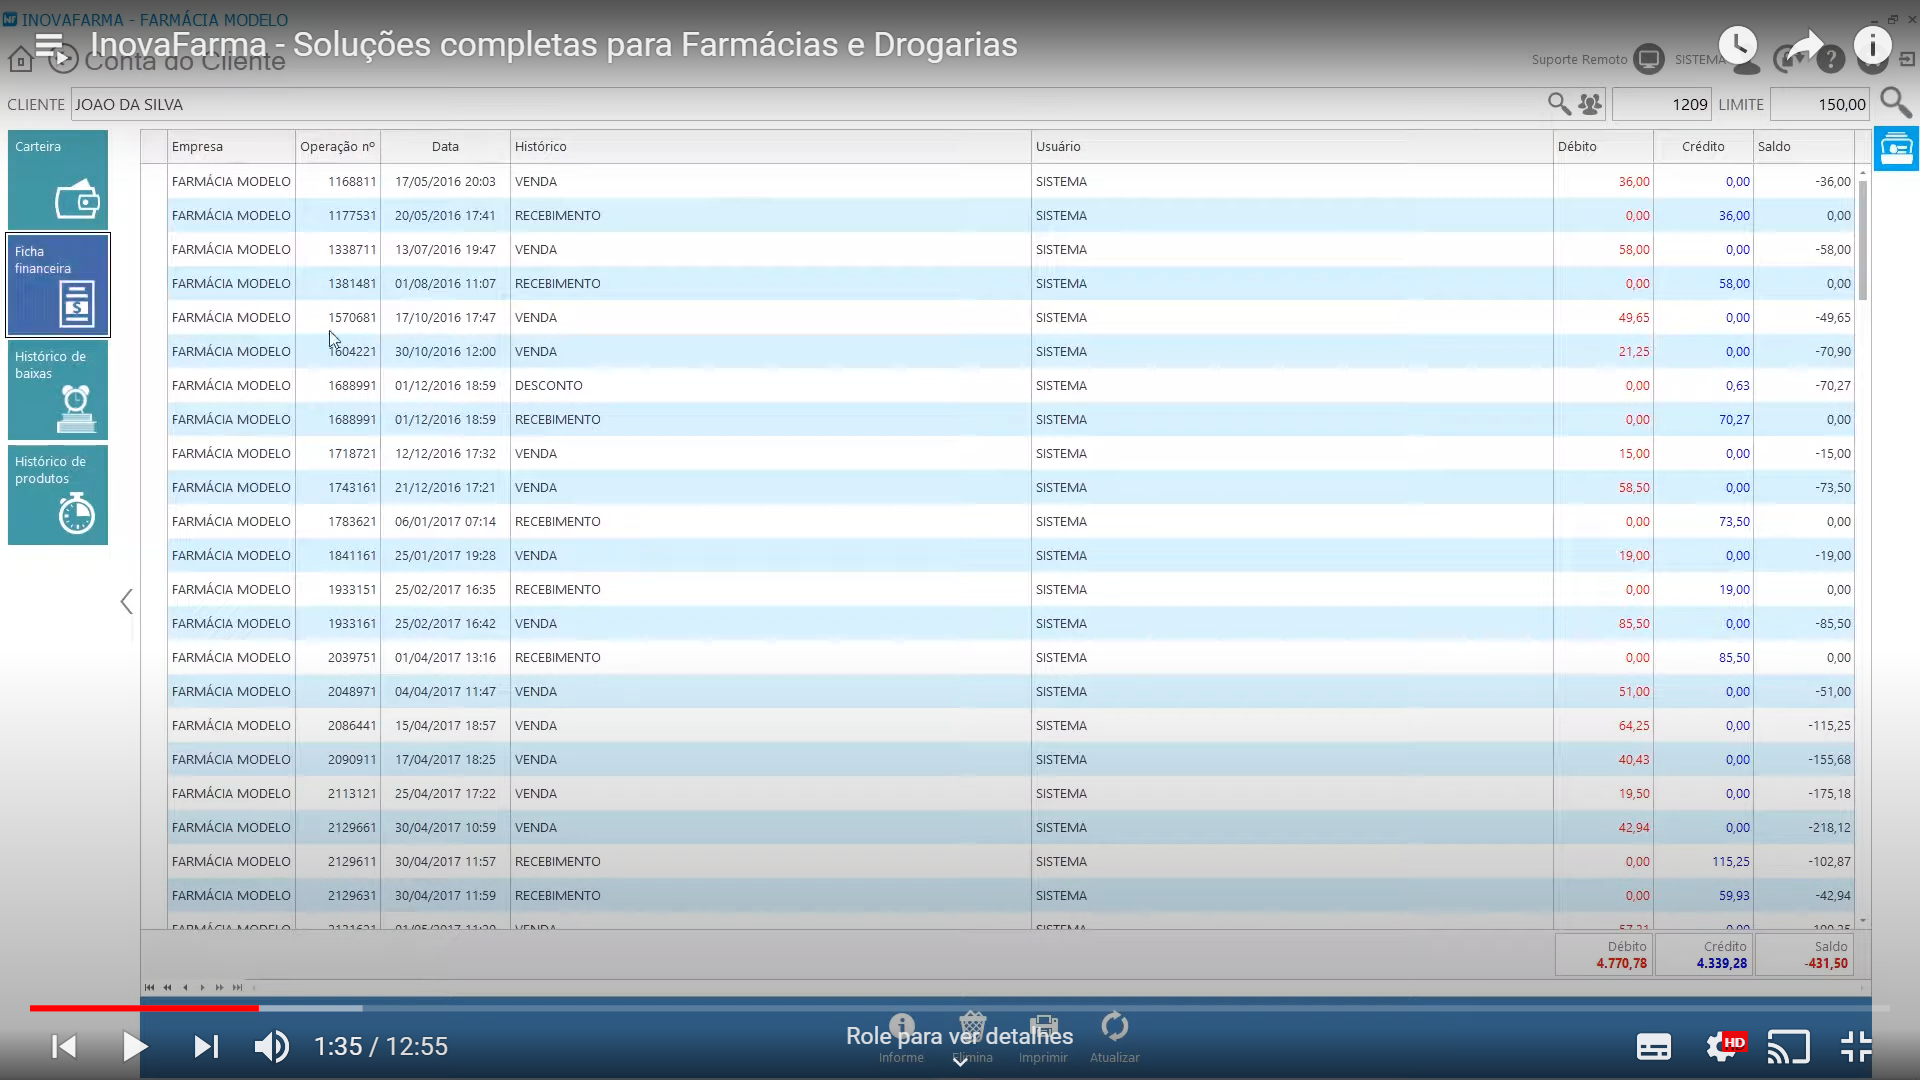 INOVAFARMA - FARMÁCIA MODELO
InovaFarma - Soluções completas para Farmácias e Drogarias
Conta do Cliente
Suporte Remoto SISTEMA
CLIENTE JOAO DA SILVA 1209 LIMITE 150,00
Carteira
Ficha financeira
Histórico de baixas
Histórico de produtos
Empresa Operação nº Data Histórico Usuário Débito Crédito Saldo
FARMÁCIA MODELO 1168811 17/05/2016 20:03 VENDA SISTEMA 36,00 0,00 -36,00
FARMÁCIA MODELO 1177531 20/05/2016 17:41 RECEBIMENTO SISTEMA 0,00 36,00 0,00
FARMÁCIA MODELO 1338711 13/07/2016 19:47 VENDA SISTEMA 58,00 0,00 -58,00
FARMÁCIA MODELO 1381481 01/08/2016 11:07 RECEBIMENTO SISTEMA 0,00 58,00 0,00
FARMÁCIA MODELO 1570681 17/10/2016 17:47 VENDA SISTEMA 49,65 0,00 -49,65
FARMÁCIA MODELO 1604221 30/10/2016 12:00 VENDA SISTEMA 21,25 0,00 -70,90
FARMÁCIA MODELO 1688991 01/12/2016 18:59 DESCONTO SISTEMA 0,00 0,63 -70,27
FARMÁCIA MODELO 1688991 01/12/2016 18:59 RECEBIMENTO SISTEMA 0,00 70,27 0,00
FARMÁCIA MODELO 1718721 12/12/2016 17:32 VENDA SISTEMA 15,00 0,00 -15,00
FARMÁCIA MODELO 1743161 21/12/2016 17:21 VENDA SISTEMA 58,50 0,00 -73,50
FARMÁCIA MODELO 1783621 06/01/2017 07:14 RECEBIMENTO SISTEMA 0,00 73,50 0,00
FARMÁCIA MODELO 1841161 25/01/2017 19:28 VENDA SISTEMA 19,00 0,00 -19,00
FARMÁCIA MODELO 1933151 25/02/2017 16:35 RECEBIMENTO SISTEMA 0,00 19,00 0,00
FARMÁCIA MODELO 1933161 25/02/2017 16:42 VENDA SISTEMA 85,50 0,00 -85,50
FARMÁCIA MODELO 2039751 01/04/2017 13:16 RECEBIMENTO SISTEMA 0,00 85,50 0,00
FARMÁCIA MODELO 2048971 04/04/2017 11:47 VENDA SISTEMA 51,00 0,00 -51,00
FARMÁCIA MODELO 2086441 15/04/2017 18:57 VENDA SISTEMA 64,25 0,00 -115,25
FARMÁCIA MODELO 2090911 17/04/2017 18:25 VENDA SISTEMA 40,43 0,00 -155,68
FARMÁCIA MODELO 2113121 25/04/2017 17:22 VENDA SISTEMA 19,50 0,00 -175,18
FARMÁCIA MODELO 2129661 30/04/2017 10:59 VENDA SISTEMA 42,94 0,00 -218,12
FARMÁCIA MODELO 2129611 30/04/2017 11:57 RECEBIMENTO SISTEMA 0,00 115,25 -102,87
FARMÁCIA MODELO 2129631 30/04/2017 11:59 RECEBIMENTO SISTEMA 0,00 59,93 -42,94
Débito Crédito Saldo
4.770,78 4.339,28 -431,50
1:35 / 12:55
Role para ver detalhes
HD
Informe Elimina Imprimir Atualizar